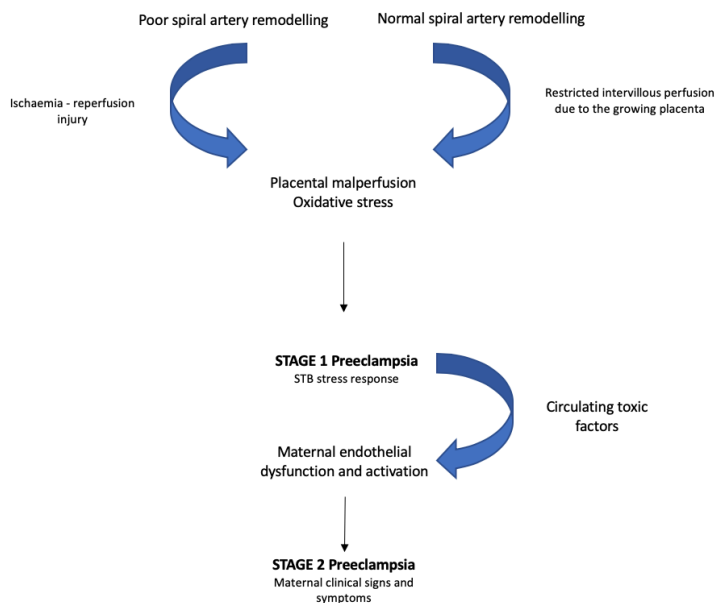 Poor spiral artery remodelling
Normal spiral artery remodelling
Ischaemia - reperfusion
injury
Restricted intervillous perfusion
due to the growing placenta
Placental malperfusion
Oxidative stress
STAGE 1 Preeclampsia
STB stress response
Circulating toxic
factors
Maternal endothelial
dysfunction and activation
STAGE 2 Preeclampsia
Maternal clinical signs and
symptoms